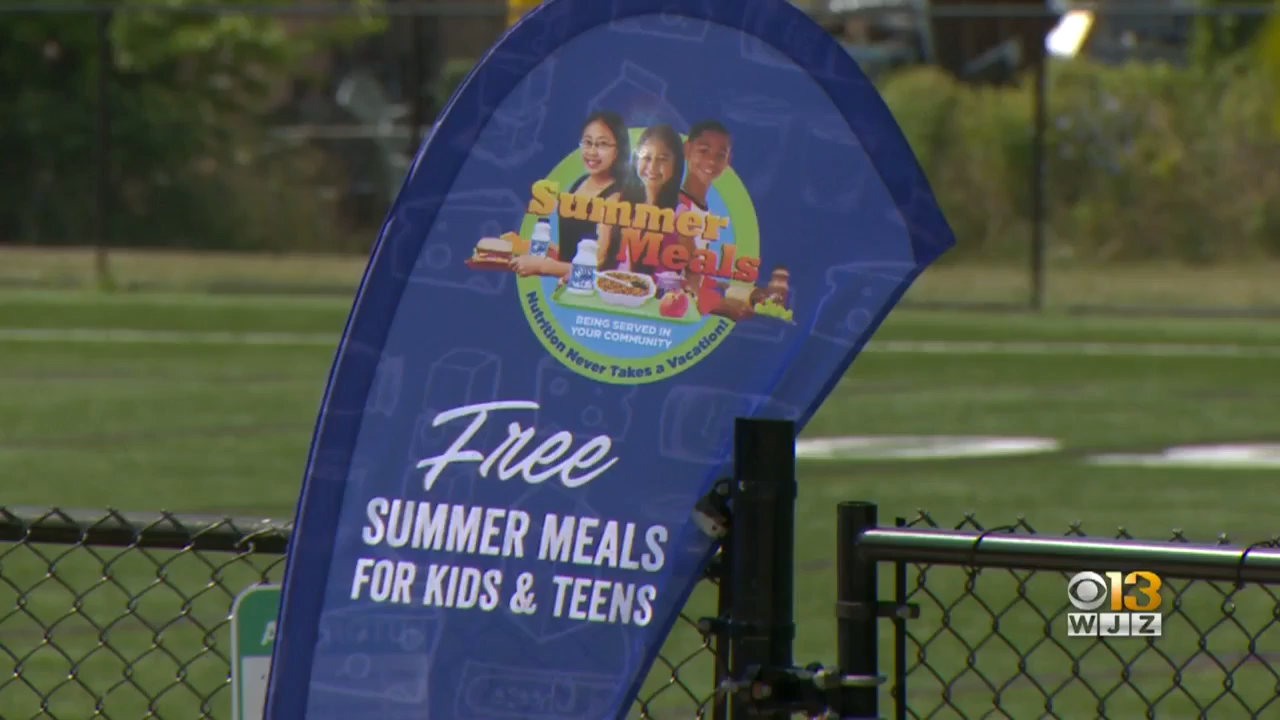 Summer
Meals
BEING SERVED IN
YOUR COMMUNITY
Nutrition Never Takes a Vacation!
Free
SUMMER MEALS
FOR KIDS & TEENS
13
WJZ